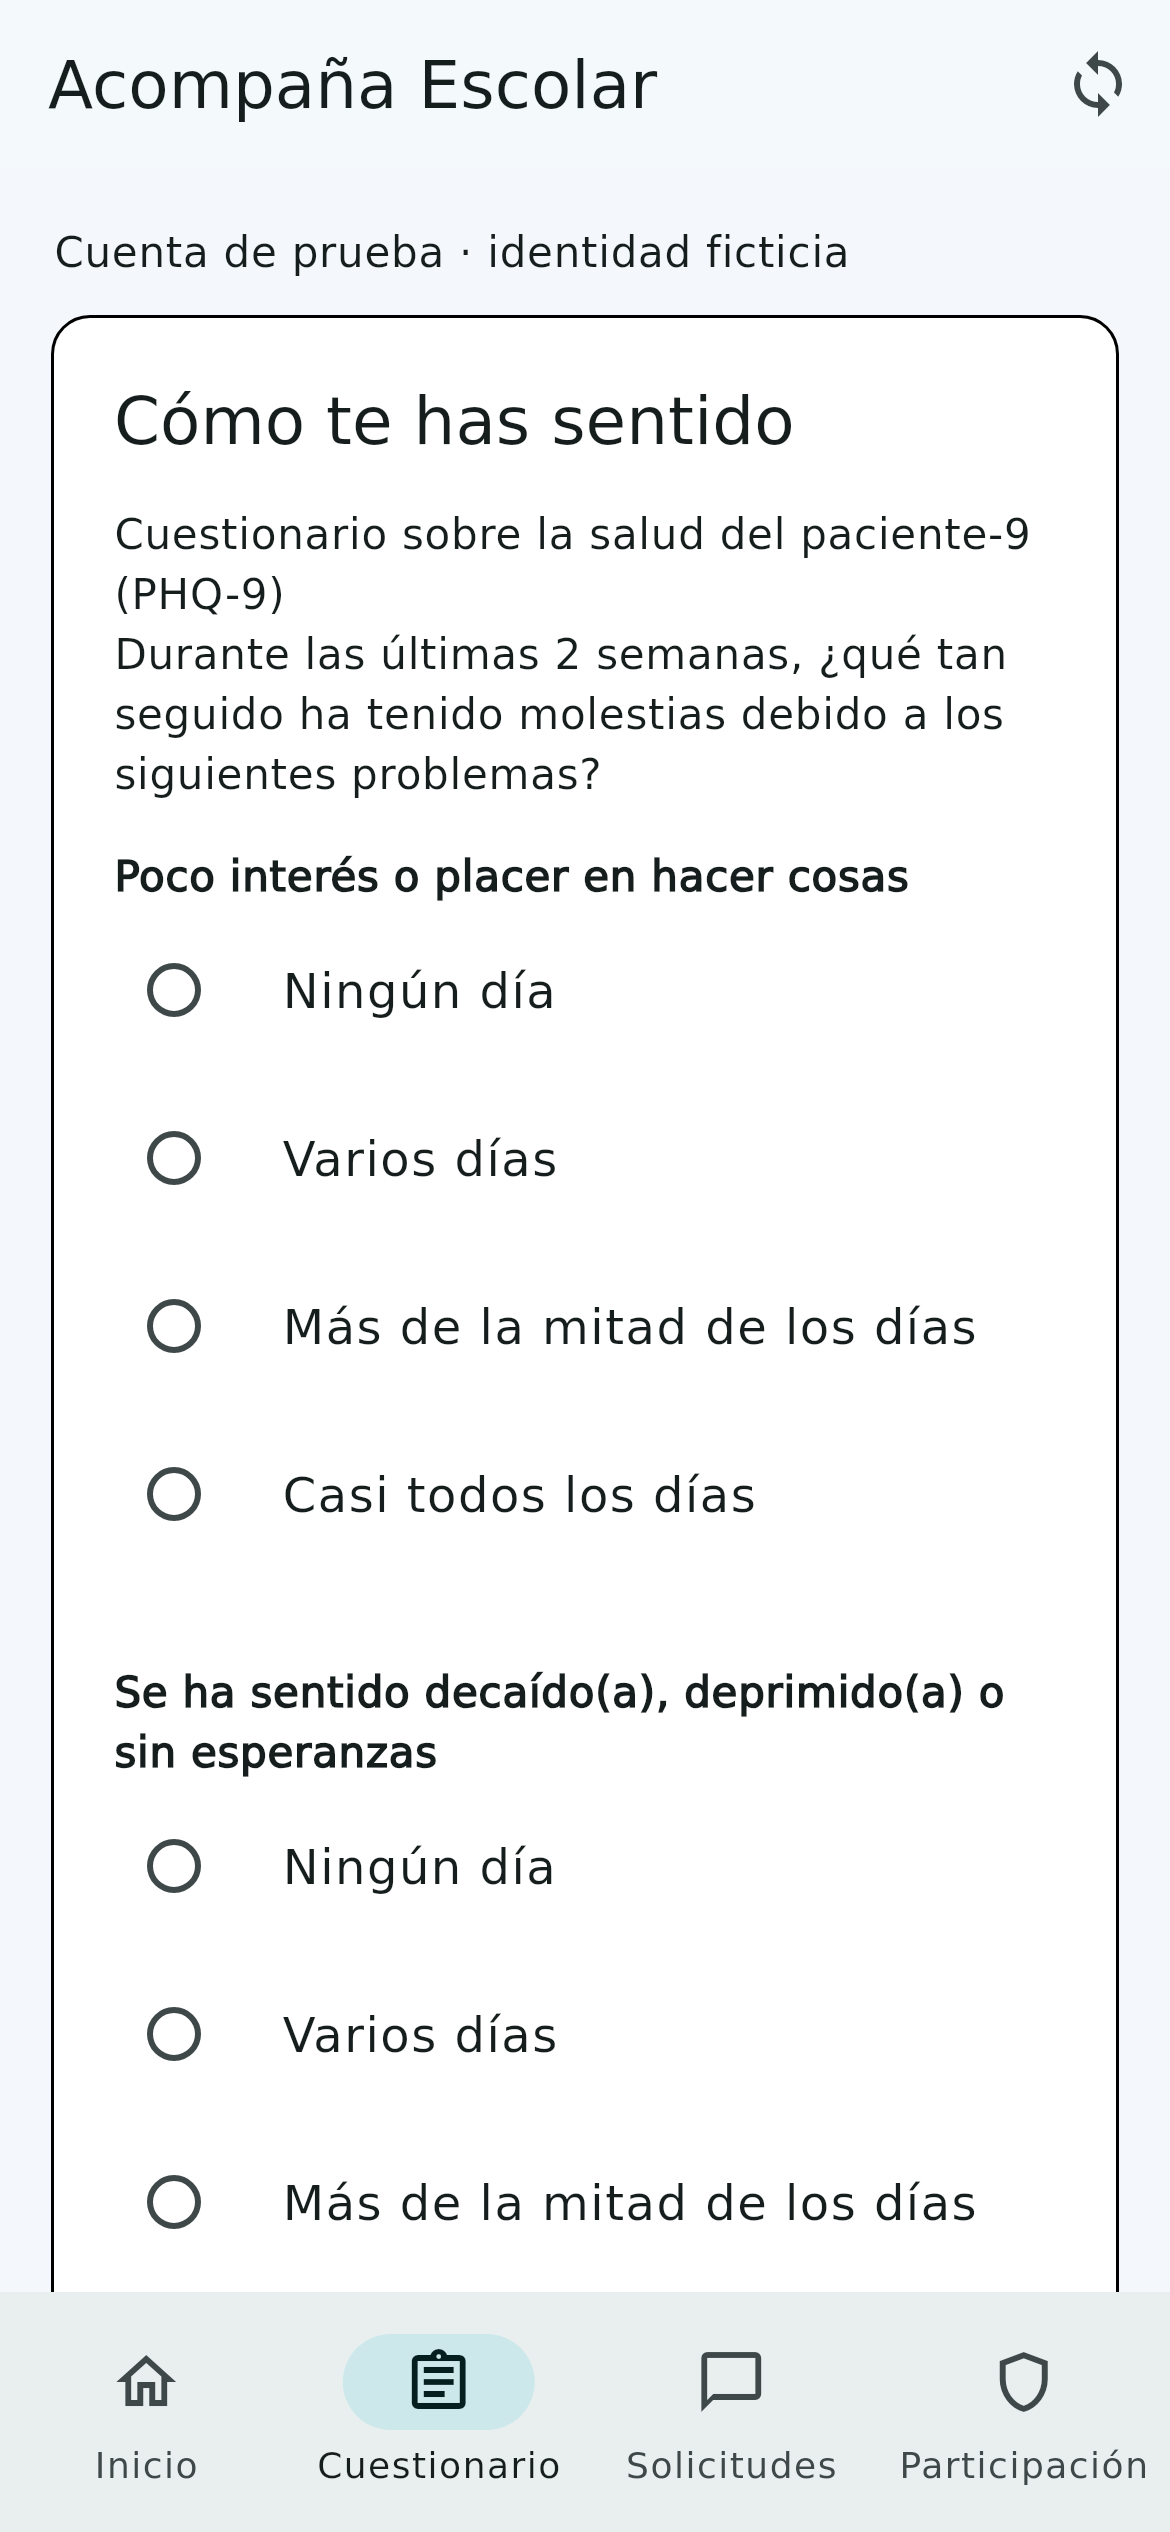 Acompaña Escolar
Cuenta de prueba · identidad ficticia
Cómo te has sentido
Cuestionario sobre la salud del paciente-9
(PHQ-9)
Durante las últimas 2 semanas, ¿qué tan
seguido ha tenido molestias debido a los
siguientes problemas?
Poco interés o placer en hacer cosas
Ningún día
Varios días
Más de la mitad de los días
Casi todos los días
Se ha sentido decaído(a), deprimido(a) o
sin esperanzas
Ningún día
Varios días
Más de la mitad de los días
Inicio
Cuestionario
Solicitudes
Participación